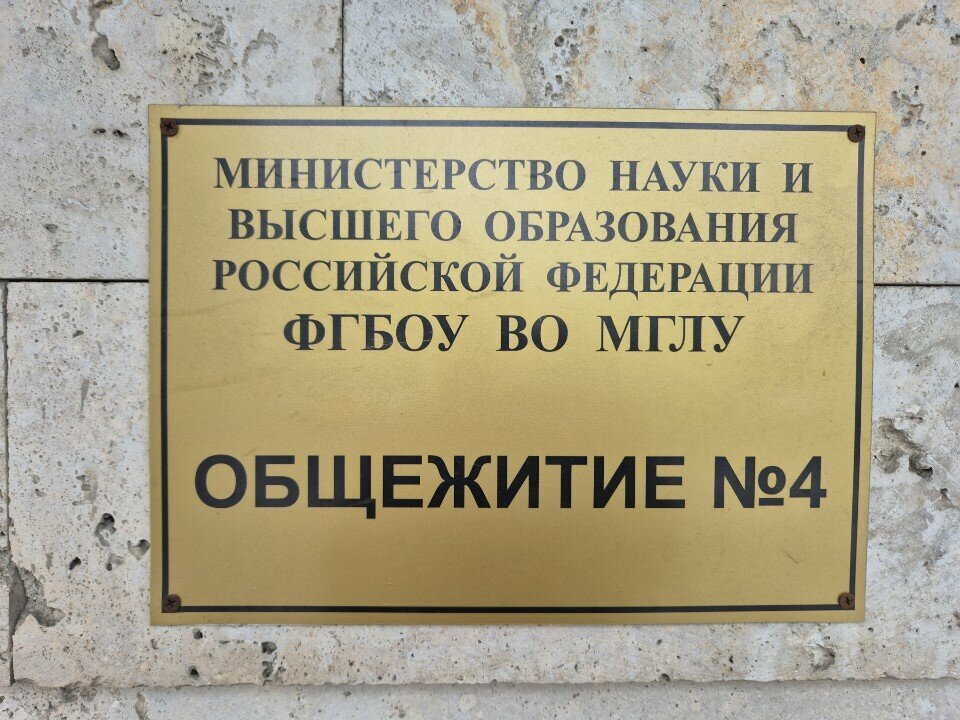 МИНИСТЕРСТВО НАУКИ И
ВЫСШЕГО ОБРАЗОВАНИЯ
РОССИЙСКОЙ ФЕДЕРАЦИИ
ФГБОУ ВО МГЛУ
ОБЩЕЖИТИЕ №4